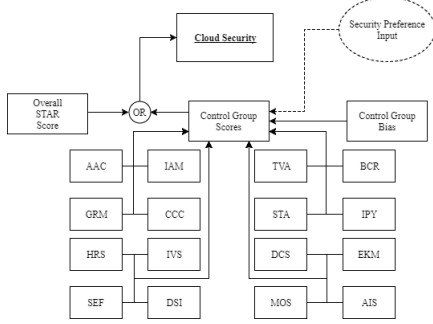 Cloud Security
Security Preference
Input
Overall
STAR
Score
OR
Control Group
Scores
Control Group
Bias
AAC
IAM
TVA
BCR
GRM
CCC
STA
IPY
HRS
IVS
DCS
EKM
SEF
DSI
MOS
AIS